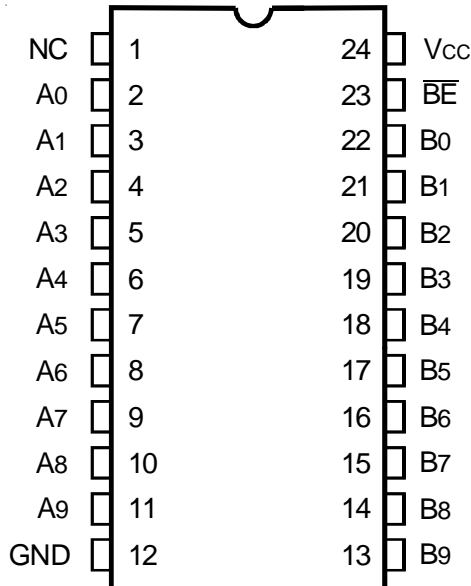 NC 1 24 Vcc
A0 2 23 B̅E̅
A1 3 22 B0
A2 4 21 B1
A3 5 20 B2
A4 6 19 B3
A5 7 18 B4
A6 8 17 B5
A7 9 16 B6
A8 10 15 B7
A9 11 14 B8
GND 12 13 B9